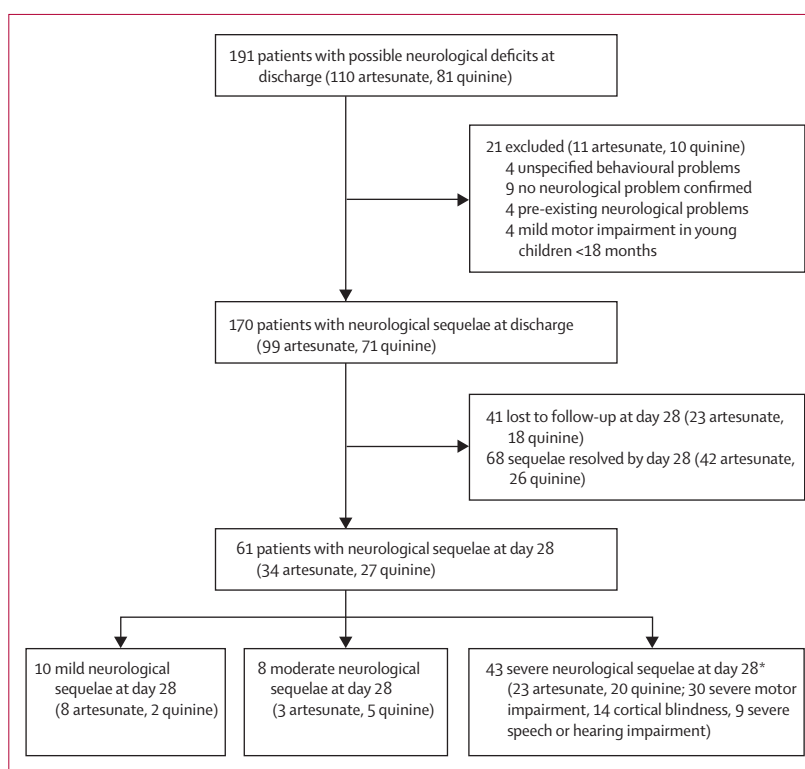 191 patients with possible neurological deficits at
discharge (110 artesunate, 81 quinine)
21 excluded (11 artesunate, 10 quinine)
4 unspecified behavioural problems
9 no neurological problem confirmed
4 pre-existing neurological problems
4 mild motor impairment in young
children <18 months
170 patients with neurological sequelae at discharge
(99 artesunate, 71 quinine)
41 lost to follow-up at day 28 (23 artesunate,
18 quinine)
68 sequelae resolved by day 28 (42 artesunate,
26 quinine)
61 patients with neurological sequelae at day 28
(34 artesunate, 27 quinine)
10 mild neurological
sequelae at day 28
(8 artesunate, 2 quinine)
8 moderate neurological
sequelae at day 28
(3 artesunate, 5 quinine)
43 severe neurological sequelae at day 28*
(23 artesunate, 20 quinine; 30 severe motor
impairment, 14 cortical blindness, 9 severe
speech or hearing impairment)